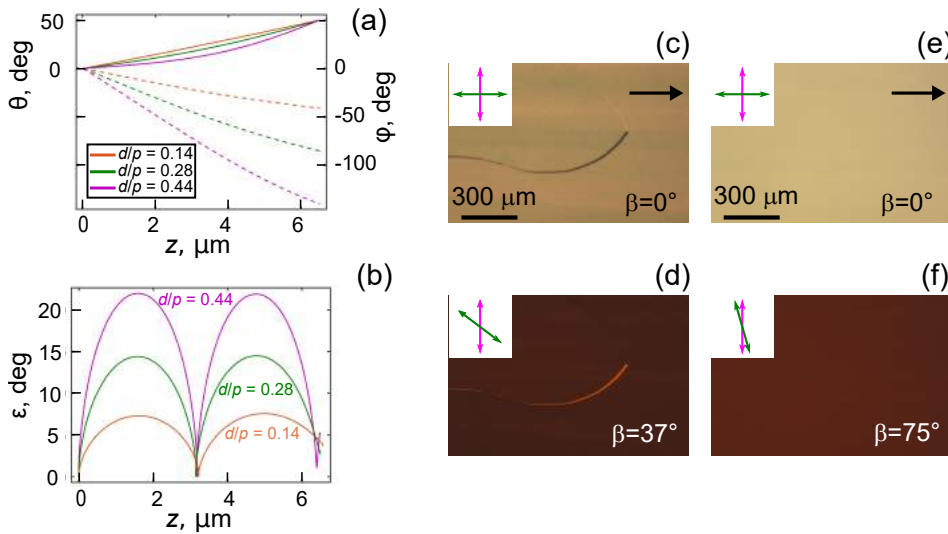 (a)
50
0
θ, deg
0
-50
-100
φ, deg
d/p = 0.14
d/p = 0.28
d/p = 0.44
0
2
4
6
z, μm
(b)
20
15
10
5
0
ε, deg
d/p = 0.44
d/p = 0.28
d/p = 0.14
0
2
4
6
z, μm
(c)
300 μm
β=0°
(e)
300 μm
β=0°
(d)
β=37°
(f)
β=75°